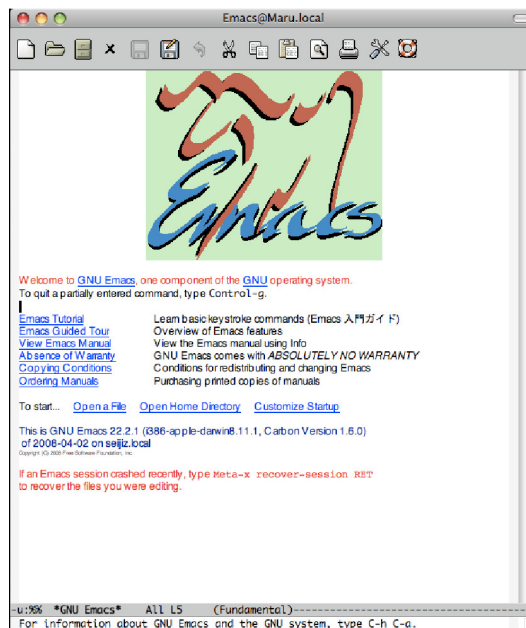 Emacs@Maru.local
Emacs
Welcome to GNU Emacs, one component of the GNU operating system.
To quit a partially entered command, type Control-g.
Emacs Tutorial Learn basic keystroke commands (Emacs 入門ガイド)
Emacs Guided Tour Overview of Emacs features
View Emacs Manual View the Emacs manual using Info
Absence of Warranty GNU Emacs comes with ABSOLUTELY NO WARRANTY
Copying Conditions Conditions for redistributing and changing Emacs
Ordering Manuals Purchasing printed copies of manuals
To start... Open a File Open Home Directory Customize Startup
This is GNU Emacs 22.2.1 (i386-apple-darwin8.11.1, Carbon Version 1.6.0)
of 2008-04-02 on seijiz.local
Copyright (C) 2008 Free Software Foundation, Inc.
If an Emacs session crashed recently, type Meta-x recover-session RET
to recover the files you were editing.
-u:%% *GNU Emacs* All L5 (Fundamental)----------------------------------
For information about GNU Emacs and the GNU system, type C-h C-a.